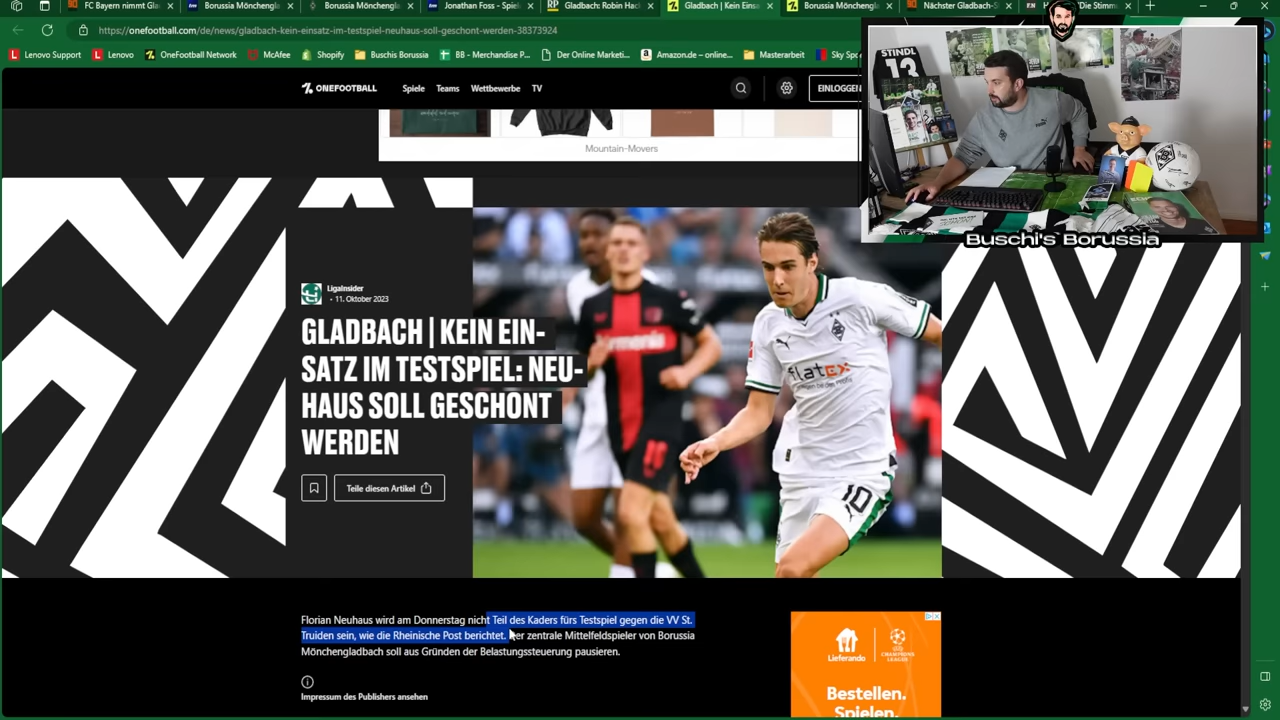 FC Bayern nimmt Gla
Borussia Mönchengl
Borussia Mönchengla
Jonathan Foss - Spiel
Gladbach: Robin Hack
Gladbach | Kein Einsa
Borussia Mönchengla
Nächster Gladbach-S
Die Stimm
https://onefootball.com/de/news/gladbach-kein-einsatz-im-testspiel-neuhaus-soll-geschont-werden-38373924
Lenovo Support
Lenovo
OneFootball Network
McAfee
Shopify
Buschis Borussia
BB - Merchandise P...
Der Online Marketi...
Amazon.de – online...
Masterarbeit
Sky Spo
ONEFOOTBALL
Spiele
Teams
Wettbewerbe
TV
EINLOGGEN
STINDL
13
Mountain-Movers
Buschi's Borussia
LigaInsider
· 11. Oktober 2023
GLADBACH | KEIN EIN-
SATZ IM TESTSPIEL: NEU-
HAUS SOLL GESCHONT
WERDEN
Teile diesen Artikel
flatex
10
Florian Neuhaus wird am Donnerstag nicht Teil des Kaders fürs Testspiel gegen die VV St.
Truiden sein, wie die Rheinische Post berichtet. Der zentrale Mittelfeldspieler von Borussia
Mönchengladbach soll aus Gründen der Belastungssteuerung pausieren.
Impressum des Publishers ansehen
Lieferando
CHAMPIONS
LEAGUE
Bestellen.
Spielen.